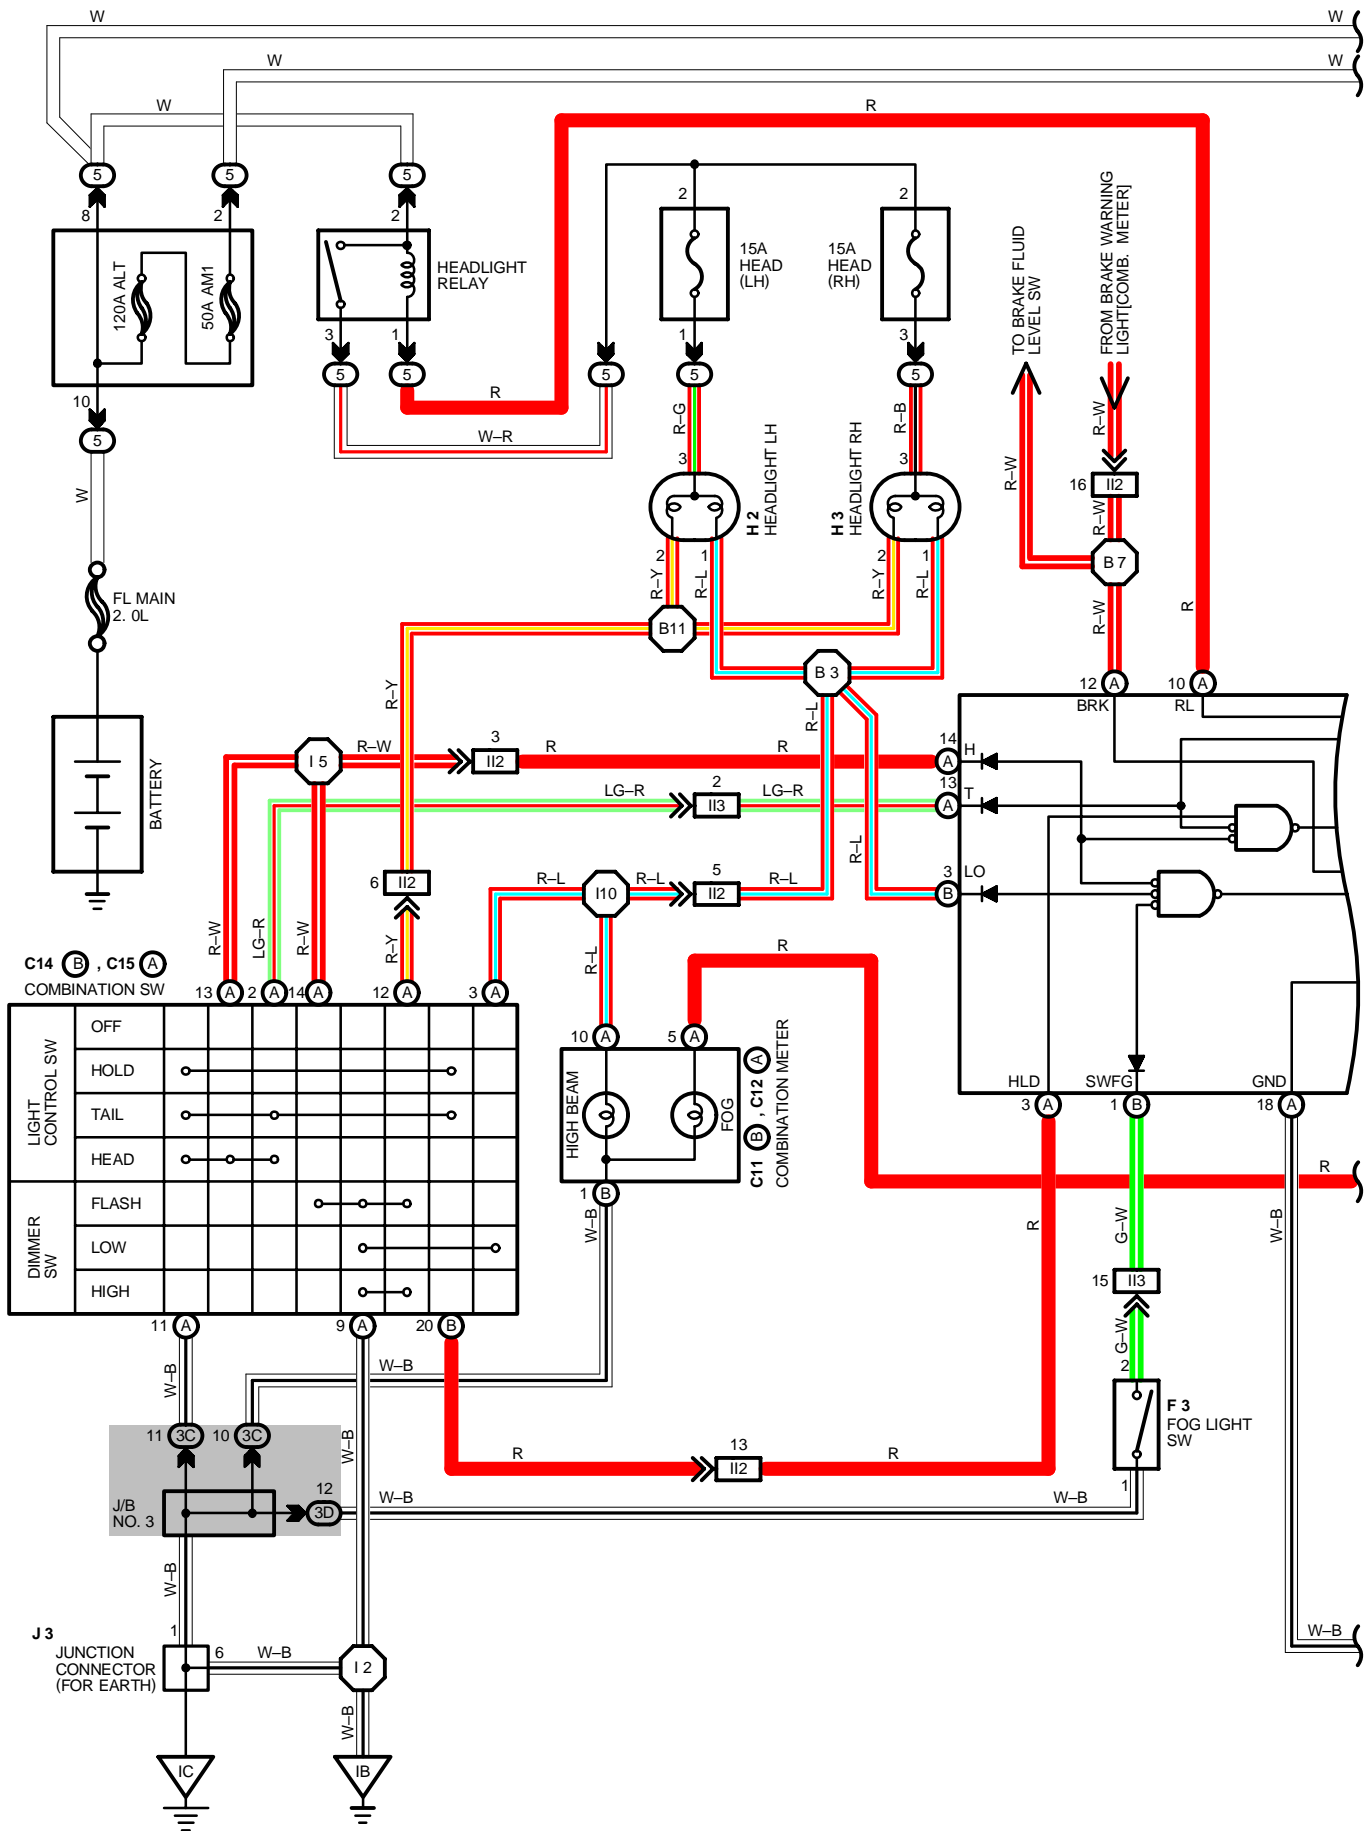 W
W
W
W
W
R
5
5
5
8
2
2
2
2
120A ALT
50A AM1
HEADLIGHT
RELAY
15A
HEAD
(LH)
15A
HEAD
(RH)
TO BRAKE FLUID
LEVEL SW
FROM BRAKE WARNING
LIGHT[COMB. METER]
3
1
1
3
5
5
5
5
5
R
10
5
W–R
R–G
R–B
R–W
R–W
W
3
3
H 2
HEADLIGHT LH
H 3
HEADLIGHT RH
16
II2
R–W
2
1
2
1
B 7
R–Y
R–L
R–Y
R–L
R–W
R
FL MAIN
2. 0L
B11
B 3
12
A
10
A
BRK
RL
R–Y
R–L
I 5
R–W
3
II2
R
R
14
A
H
BATTERY
LG–R
2
II3
LG–R
13
A
T
R–L
6
II2
R–L
I10
R–L
5
II2
R–L
3
B
LO
R–W
LG–R
R–W
R–Y
R–L
R
C14 B , C15 A
COMBINATION SW
13 A
2 A
14 A
12 A
3 A
LIGHT
CONTROL SW
OFF
HOLD
TAIL
HEAD
DIMMER
SW
FLASH
LOW
HIGH
10 A
5 A
HIGH BEAM
FOG
C11 B , C12 A
COMBINATION METER
1 B
HLD
SWFG
GND
3 A
1 B
18 A
R
W–B
R
G–W
W–B
15
II3
11 A
9 A
20 B
G–W
W–B
W–B
2
F 3
FOG LIGHT
SW
1
11
3C
10
3C
W–B
R
13
II2
R
12
3D
W–B
W–B
J/B
NO. 3
W–B
J 3
JUNCTION
CONNECTOR
(FOR EARTH)
1
6
W–B
I 2
W–B
W–B
IC
IB